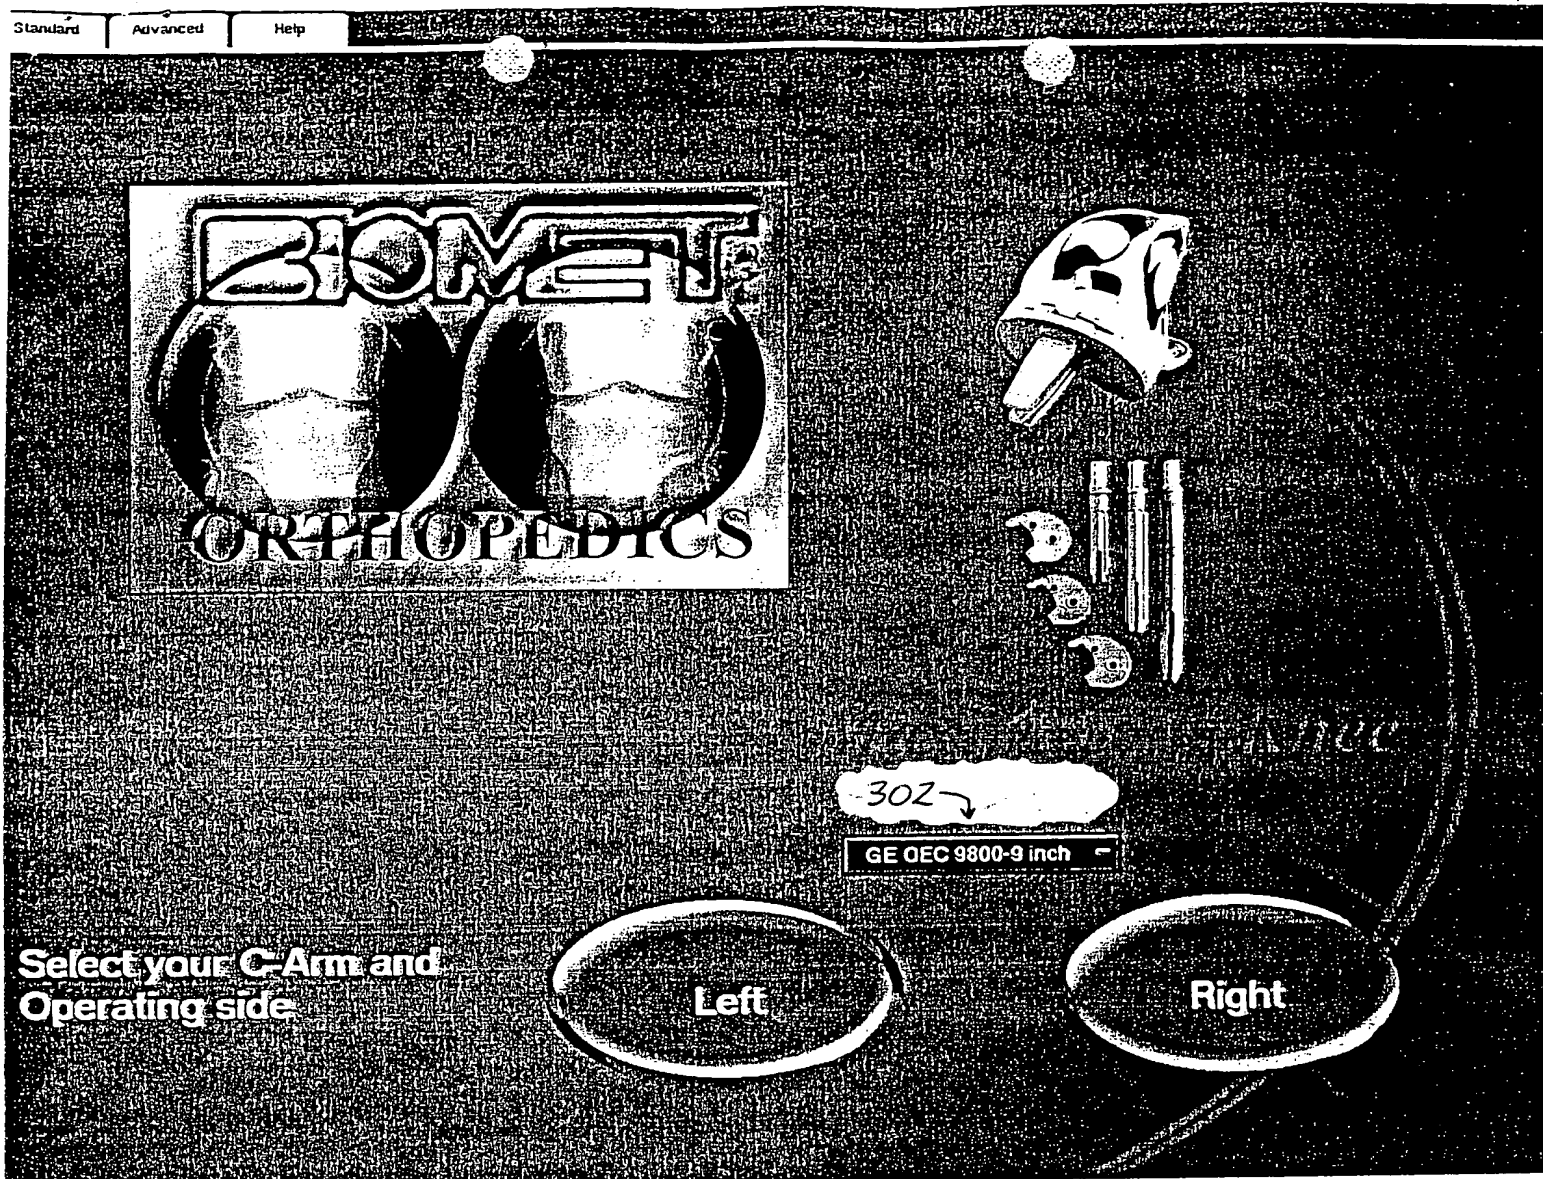 Standard
Advanced
Help
BIOMET
ORTHOPEDICS
Knee
302
GE OEC 9800-9 inch
Select your C-Arm and
Operating side
Left
Right